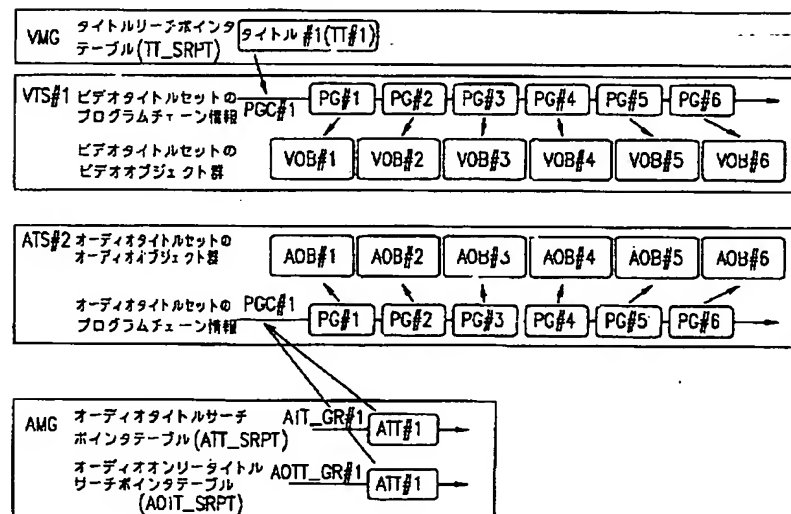 VMG タイトルサーチポインタ
テーブル(TT_SRPT)
タイトル #1(TT#1)
VTS#1 ビデオタイトルセットの
プログラムチェーン情報
PGC#1
PG#1 PG#2 PG#3 PG#4 PG#5 PG#6
ビデオタイトルセットの
ビデオオブジェクト群
VOB#1 VOB#2 VOB#3 VOB#4 VOB#5 VOB#6
ATS#2 オーディオタイトルセットの
オーディオオブジェクト群
AOB#1 AOB#2 AOB#3 AOB#4 AOB#5 AOB#6
オーディオタイトルセットの
プログラムチェーン情報
PGC#1
PG#1 PG#2 PG#3 PG#4 PG#5 PG#6
AMG オーディオタイトルサーチ
ポインタテーブル(ATT_SRPT)
ATT_GR#1
ATT#1
オーディオオンリータイトル
サーチポインタテーブル
(AOTT_SRPT)
AOTT_GR#1
ATT#1